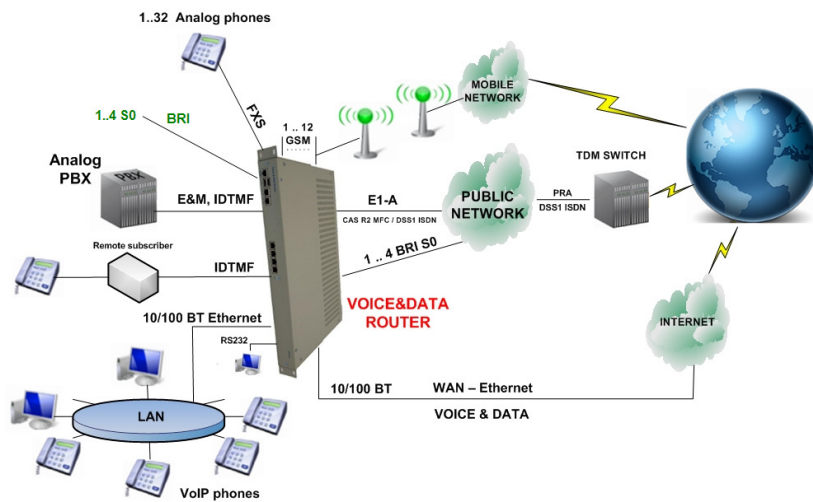 1..32 Analog phones
FXS
1..4 S0
BRI
1 .. 12
GSM
MOBILE
NETWORK
Analog
PBX
PBX
E&M, IDTMF
E1-A
CAS R2 MFC / DSS1 ISDN
PUBLIC
NETWORK
PRA
DSS1 ISDN
TDM SWITCH
1 .. 4 BRI S0
Remote subscriber
IDTMF
VOICE&DATA
ROUTER
10/100 BT Ethernet
RS232
INTERNET
10/100 BT
WAN – Ethernet
VOICE & DATA
LAN
VoIP phones